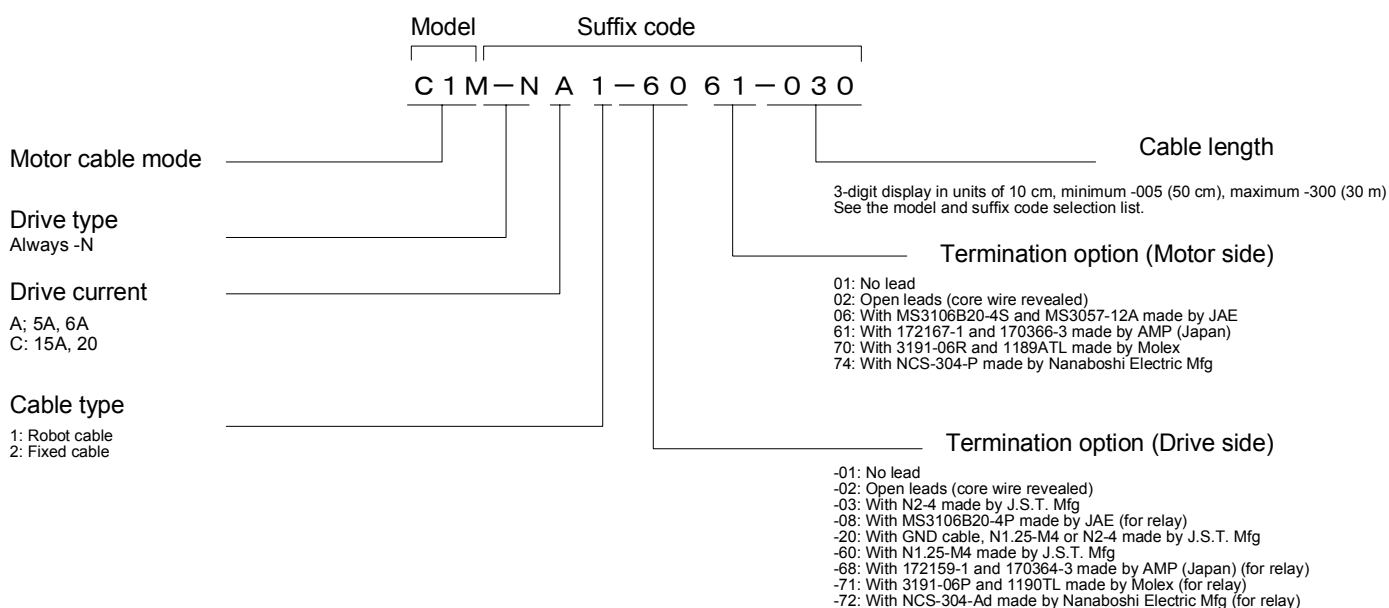 Model Suffix code
C1M-NA1-6061-030
Motor cable mode
Drive type
Always -N
Drive current
A; 5A, 6A
C: 15A, 20
Cable type
1: Robot cable
2: Fixed cable
Cable length
3-digit display in units of 10 cm, minimum -005 (50 cm), maximum -300 (30 m)
See the model and suffix code selection list.
Termination option (Motor side)
01: No lead
02: Open leads (core wire revealed)
06: With MS3106B20-4S and MS3057-12A made by JAE
61: With 172167-1 and 170366-3 made by AMP (Japan)
70: With 3191-06R and 1189ATL made by Molex
74: With NCS-304-P made by Nanaboshi Electric Mfg
Termination option (Drive side)
-01: No lead
-02: Open leads (core wire revealed)
-03: With N2-4 made by J.S.T. Mfg
-08: With MS3106B20-4P made by JAE (for relay)
-20: With GND cable, N1.25-M4 or N2-4 made by J.S.T. Mfg
-60: With N1.25-M4 made by J.S.T. Mfg
-68: With 172159-1 and 170364-3 made by AMP (Japan) (for relay)
-71: With 3191-06P and 1190TL made by Molex (for relay)
-72: With NCS-304-Ad made by Nanaboshi Electric Mfg (for relay)